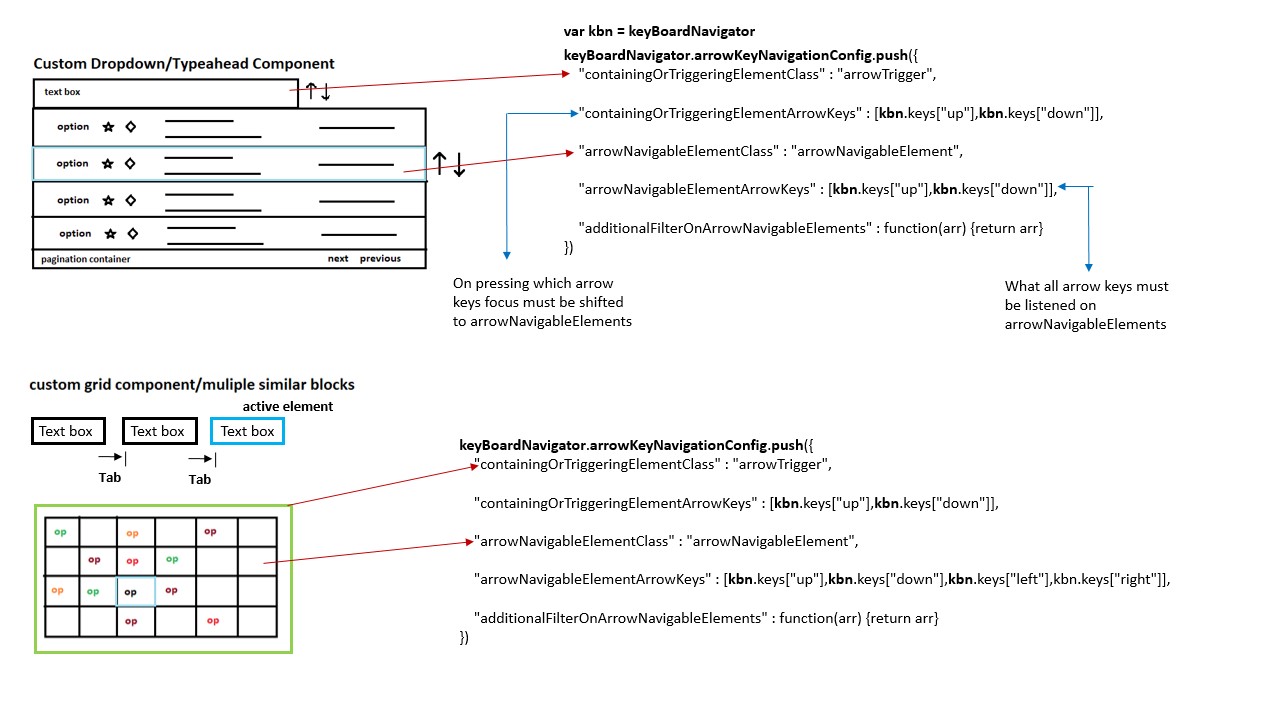 var kbn = keyBoardNavigator
keyBoardNavigator.arrowKeyNavigationConfig.push({
"containingOrTriggeringElementClass" : "arrowTrigger",
"containingOrTriggeringElementArrowKeys" : [kbn.keys["up"],kbn.keys["down"]],
"arrowNavigableElementClass" : "arrowNavigableElement",
"arrowNavigableElementArrowKeys" : [kbn.keys["up"],kbn.keys["down"]],
"additionalFilterOnArrowNavigableElements" : function(arr) {return arr}
})
Custom Dropdown/Typeahead Component
text box
option
option
option
option
pagination container next previous
On pressing which arrow
keys focus must be shifted
to arrowNavigableElements
What all arrow keys must
be listened on
arrowNavigableElements
custom grid component/muliple similar blocks
active element
Text box Text box Text box
Tab Tab
op op op
op op op
op op op op
op op
keyBoardNavigator.arrowKeyNavigationConfig.push({
"containingOrTriggeringElementClass" : "arrowTrigger",
"containingOrTriggeringElementArrowKeys" : [kbn.keys["up"],kbn.keys["down"]],
"arrowNavigableElementClass" : "arrowNavigableElement",
"arrowNavigableElementArrowKeys" : [kbn.keys["up"],kbn.keys["down"],kbn.keys["left"],kbn.keys["right"]],
"additionalFilterOnArrowNavigableElements" : function(arr) {return arr}
})